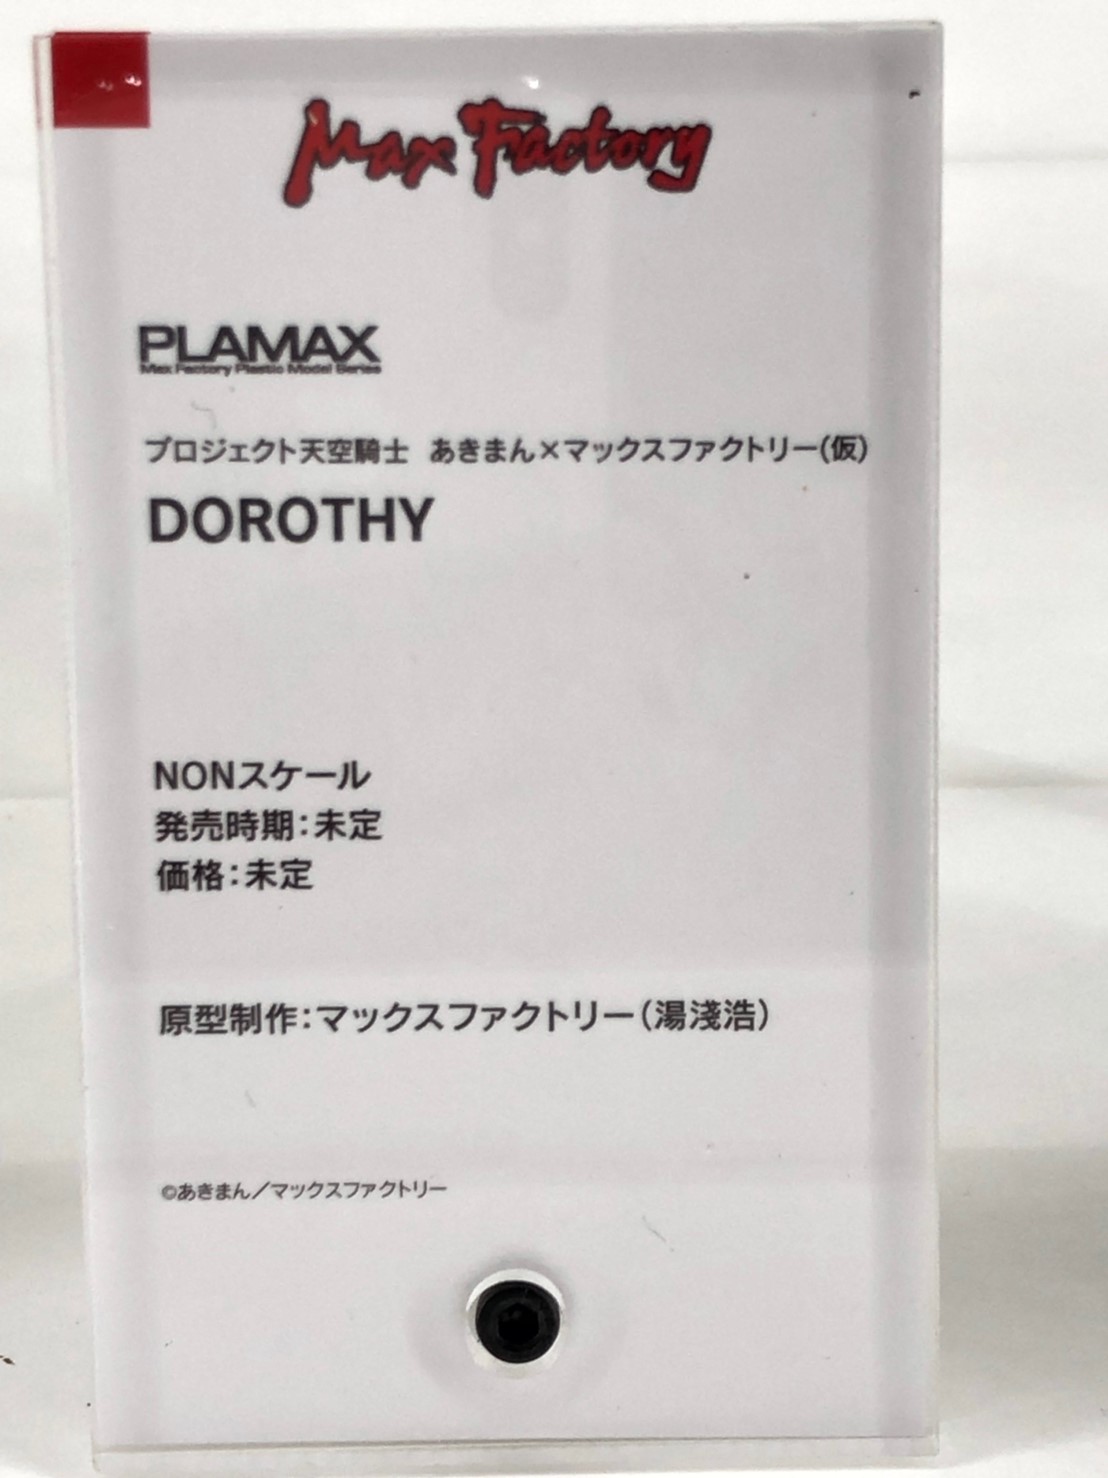 Max Factory
PLAMAX
Max Factory Plastic Model Series
プロジェクト天空騎士 あきまん×マックスファクトリー(仮)
DOROTHY
NONスケール
発売時期：未定
価格：未定
原型制作：マックスファクトリー（湯淺浩）
©あきまん／マックスファクトリー